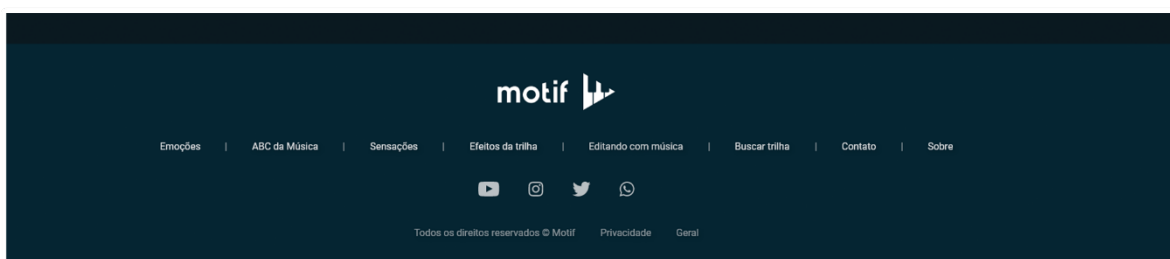 motif
Emoções | ABC da Música | Sensações | Efeitos da trilha | Editando com música | Buscar trilha | Contato | Sobre
Todos os direitos reservados © Motif Privacidade Geral